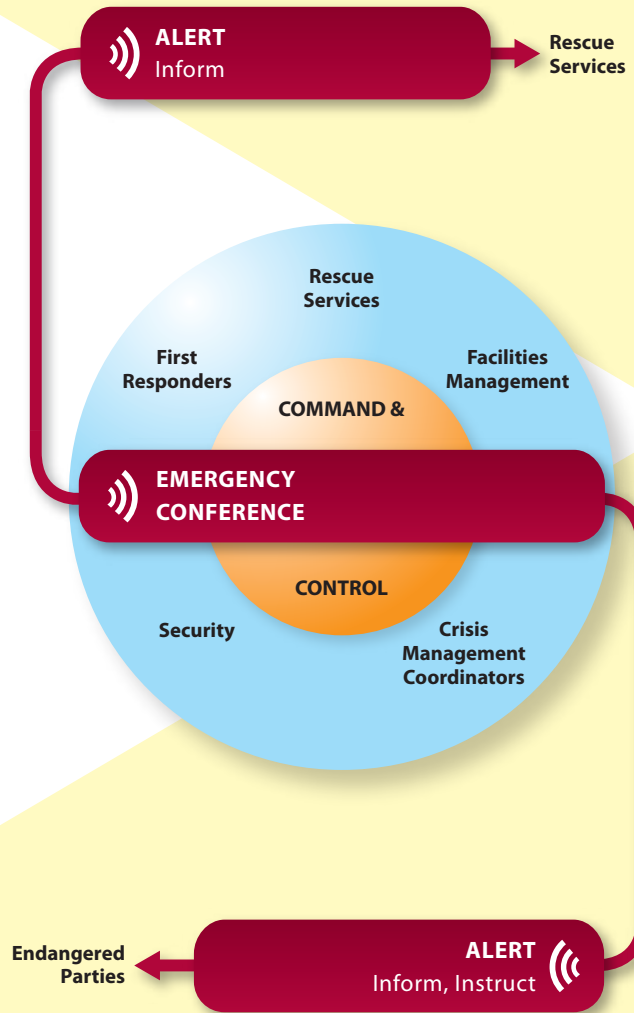 ALERT
Inform
Rescue
Services
Rescue
Services
First
Responders
Facilities
Management
COMMAND &
EMERGENCY
CONFERENCE
CONTROL
Security
Crisis
Management
Coordinators
Endangered
Parties
ALERT
Inform, Instruct